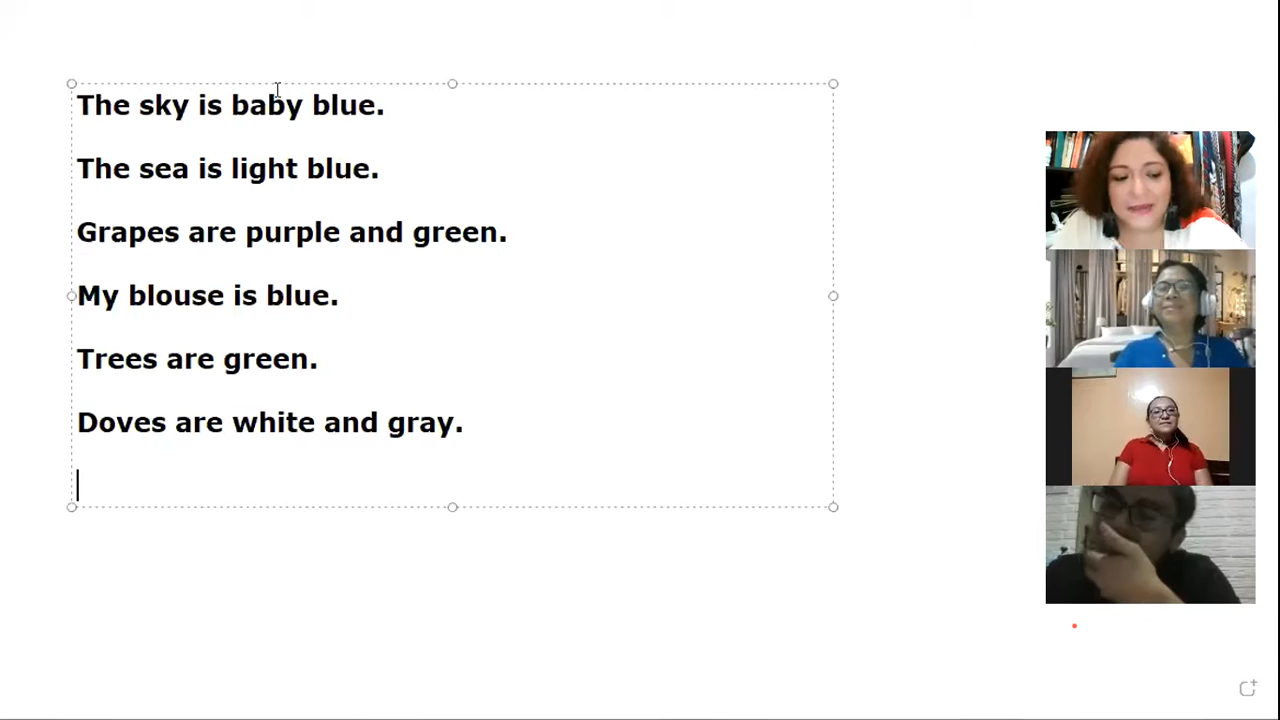 The sky is baby blue.
The sea is light blue.
Grapes are purple and green.
My blouse is blue.
Trees are green.
Doves are white and gray.